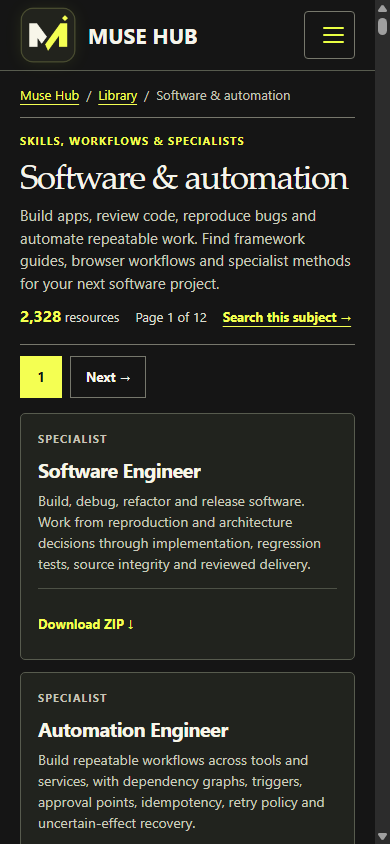 MUSE HUB
Muse Hub / Library / Software & automation
SKILLS, WORKFLOWS & SPECIALISTS
Software & automation
Build apps, review code, reproduce bugs and
automate repeatable work. Find framework
guides, browser workflows and specialist methods
for your next software project.
2,328 resources Page 1 of 12 Search this subject →
1 Next →
SPECIALIST
Software Engineer
Build, debug, refactor and release software.
Work from reproduction and architecture
decisions through implementation, regression
tests, source integrity and reviewed delivery.
Download ZIP ↓
SPECIALIST
Automation Engineer
Build repeatable workflows across tools and
services, with dependency graphs, triggers,
approval points, idempotency, retry policy and
uncertain-effect recovery.